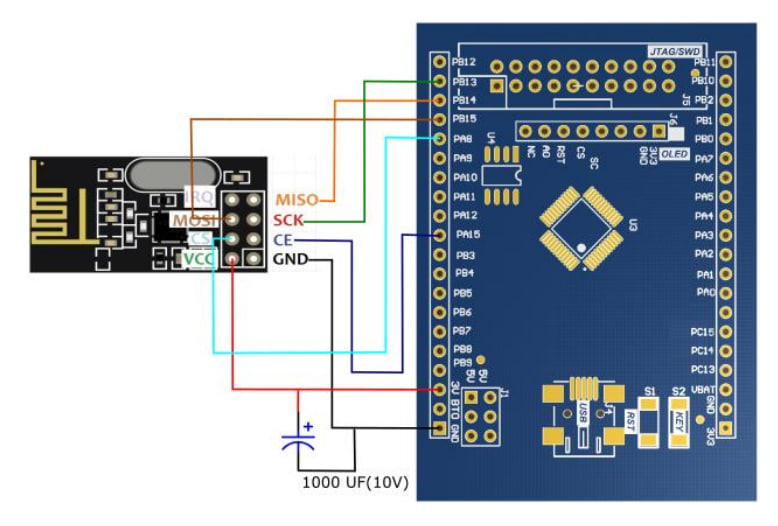 IRQ
MISO
MOSI
SCK
CS
CE
VCC
GND
+
1000 UF(10V)
PB12
PB13
PB14
PB15
PA8
PA9
PA10
PA11
PA12
PA15
PB3
PB4
PB5
PB6
PB7
PB8
PB9
3V
BTO
GND
5V
5V
J1
JTAG/SWD
J5
J6
OLED
U4
NC
AO
RST
CS
SC
GND
3V3
U3
USB
J4
S1
RST
S2
KEY
PB11
PB10
PB2
PB1
PB0
PA7
PA6
PA5
PA4
PA3
PA2
PA1
PA0
PC15
PC14
PC13
VBAT
GND
3V3